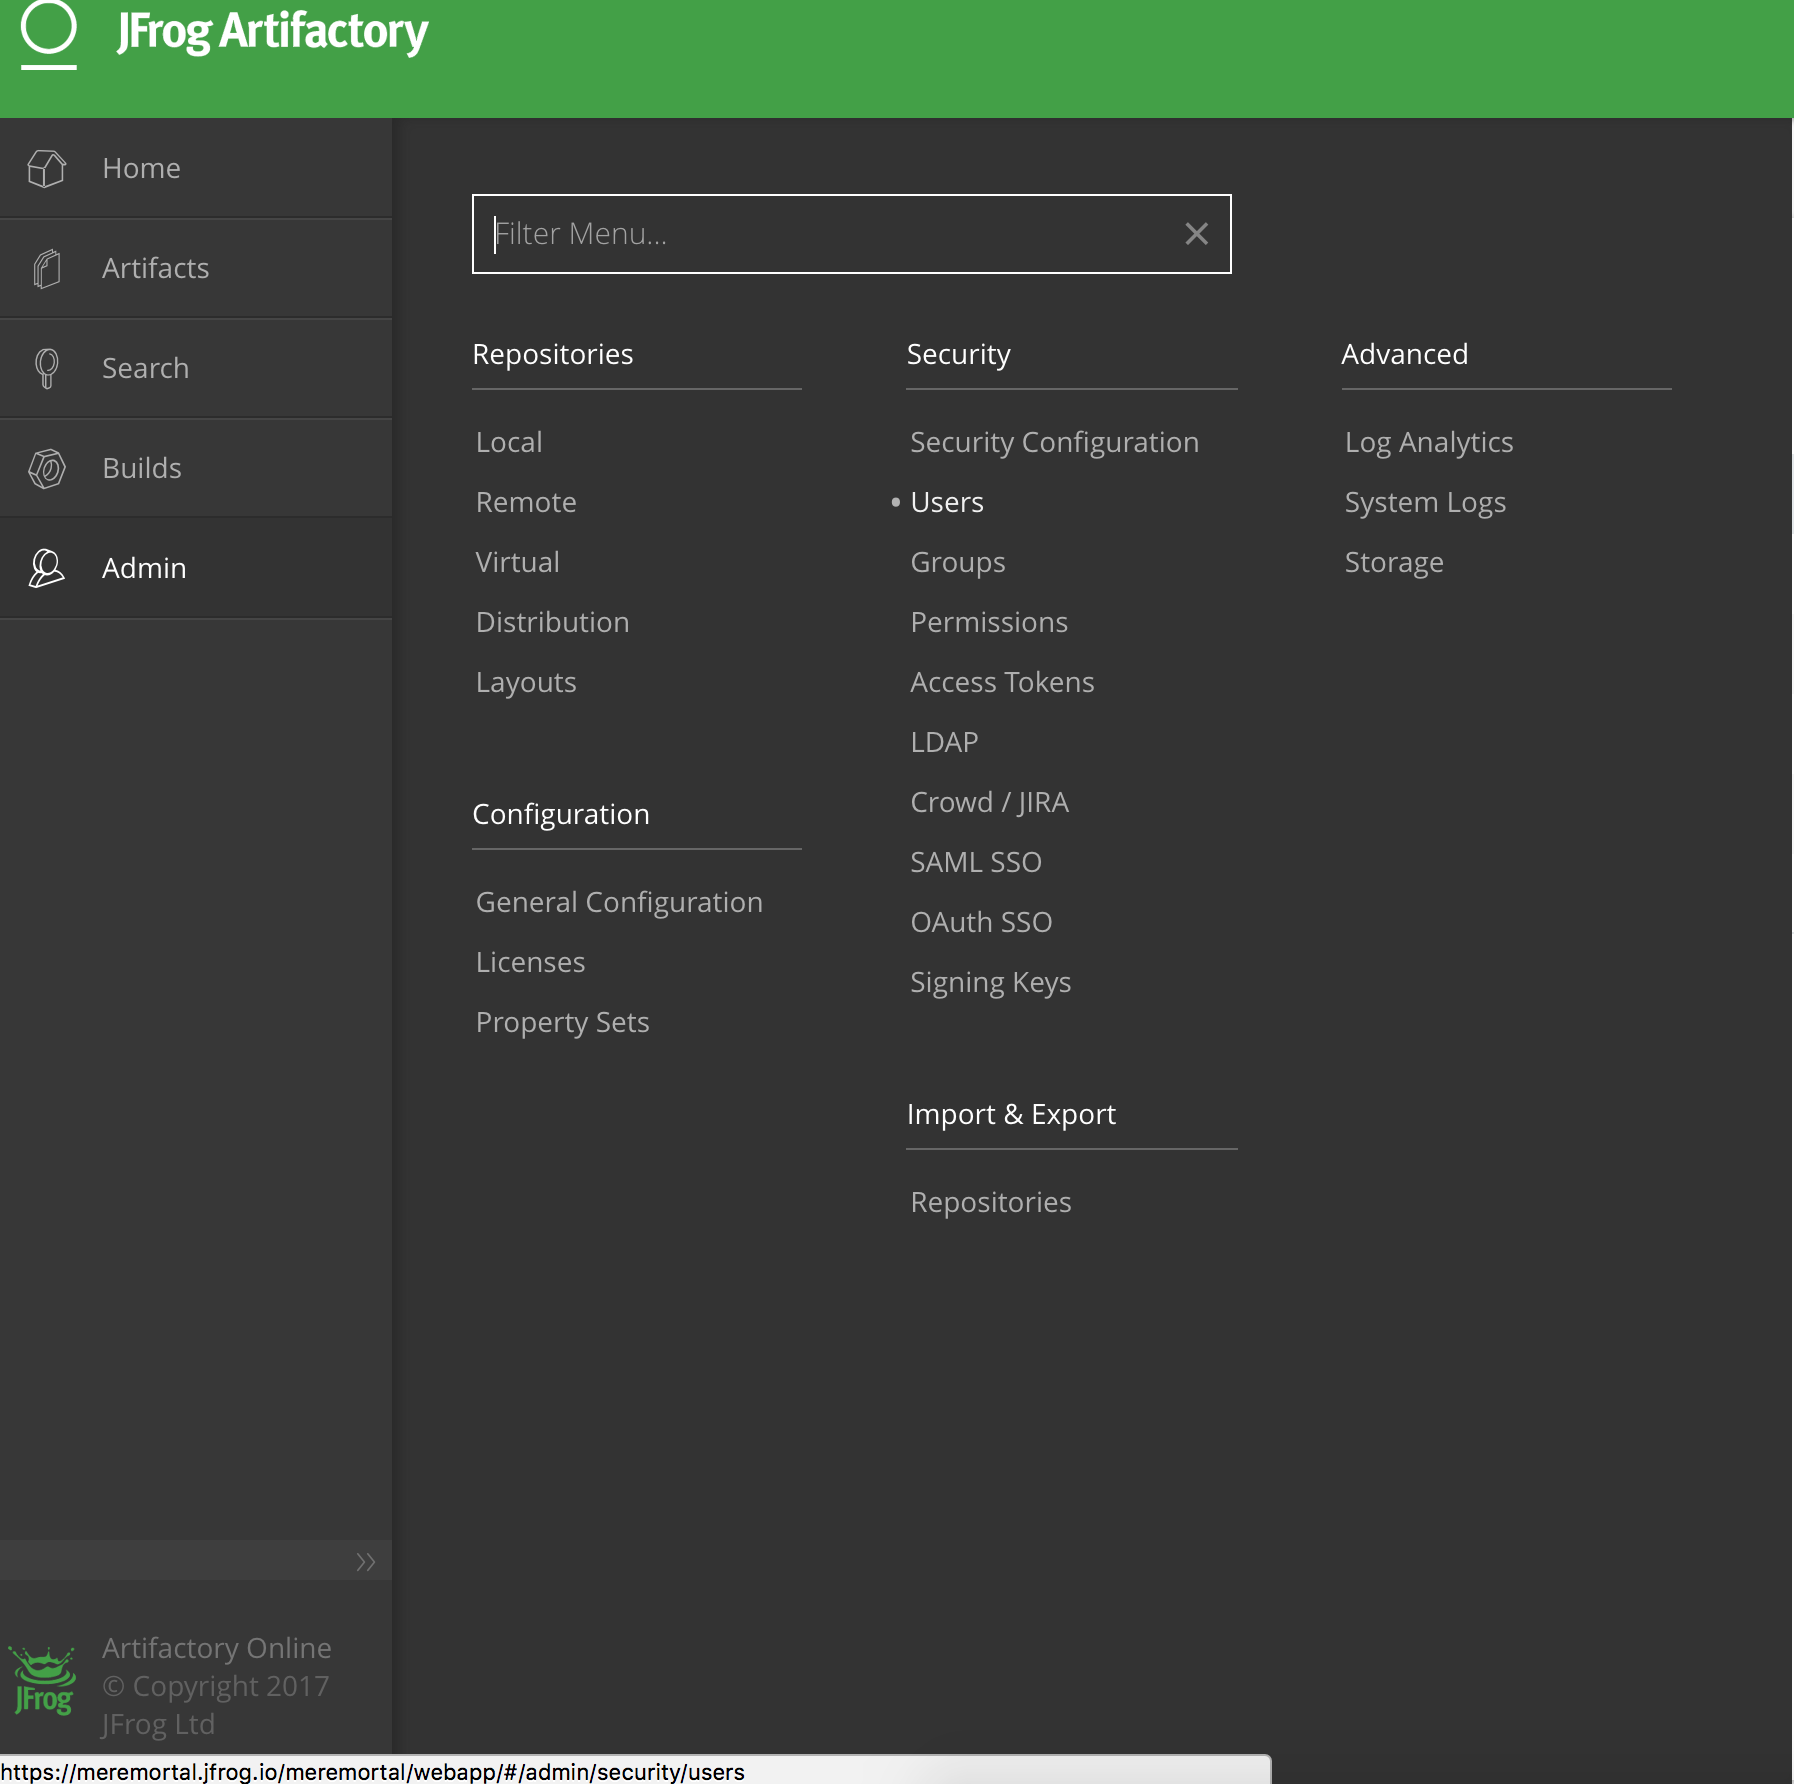 JFrog Artifactory
Home
Artifacts
Search
Builds
Admin
Filter Menu...
Repositories
Local
Remote
Virtual
Distribution
Layouts
Configuration
General Configuration
Licenses
Property Sets
Security
Security Configuration
Users
Groups
Permissions
Access Tokens
LDAP
Crowd / JIRA
SAML SSO
OAuth SSO
Signing Keys
Import & Export
Repositories
Advanced
Log Analytics
System Logs
Storage
JFrog
Artifactory Online
© Copyright 2017
JFrog Ltd
https://meremortal.jfrog.io/meremortal/webapp/#/admin/security/users